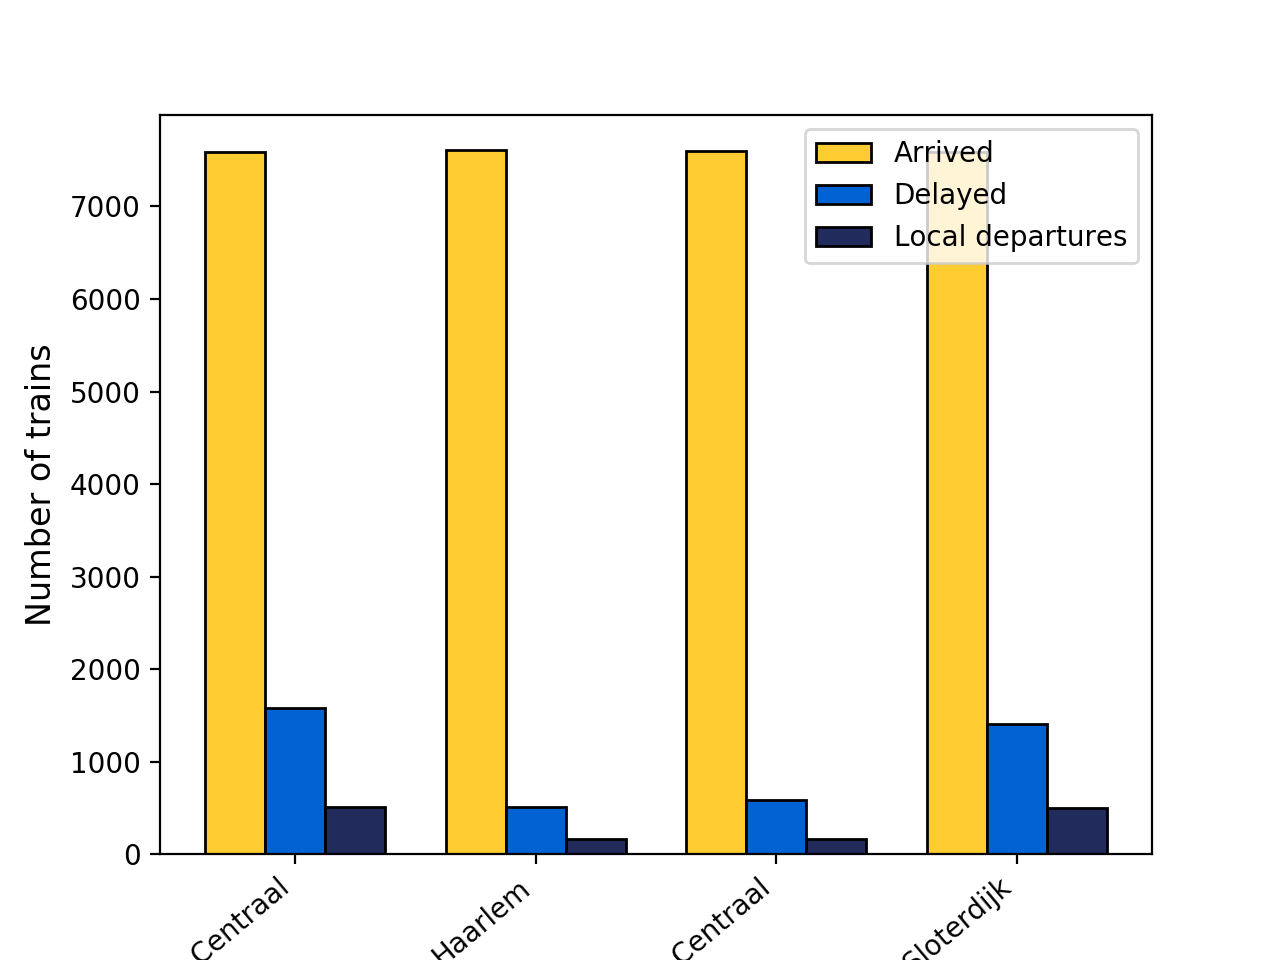 Arrived
Delayed
Local departures
7000
6000
5000
4000
3000
2000
1000
0
Number of trains
Centraal
Haarlem
Centraal
Sloterdijk